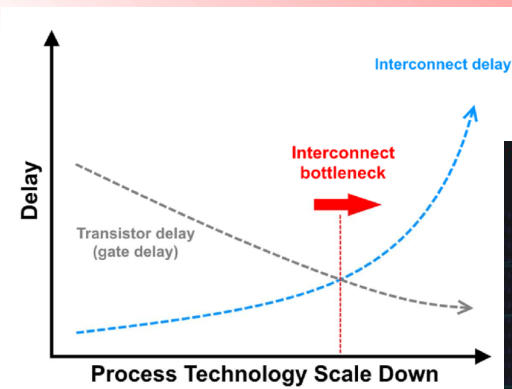 Interconnect delay
Interconnect
bottleneck
Delay
Transistor delay
(gate delay)
Process Technology Scale Down